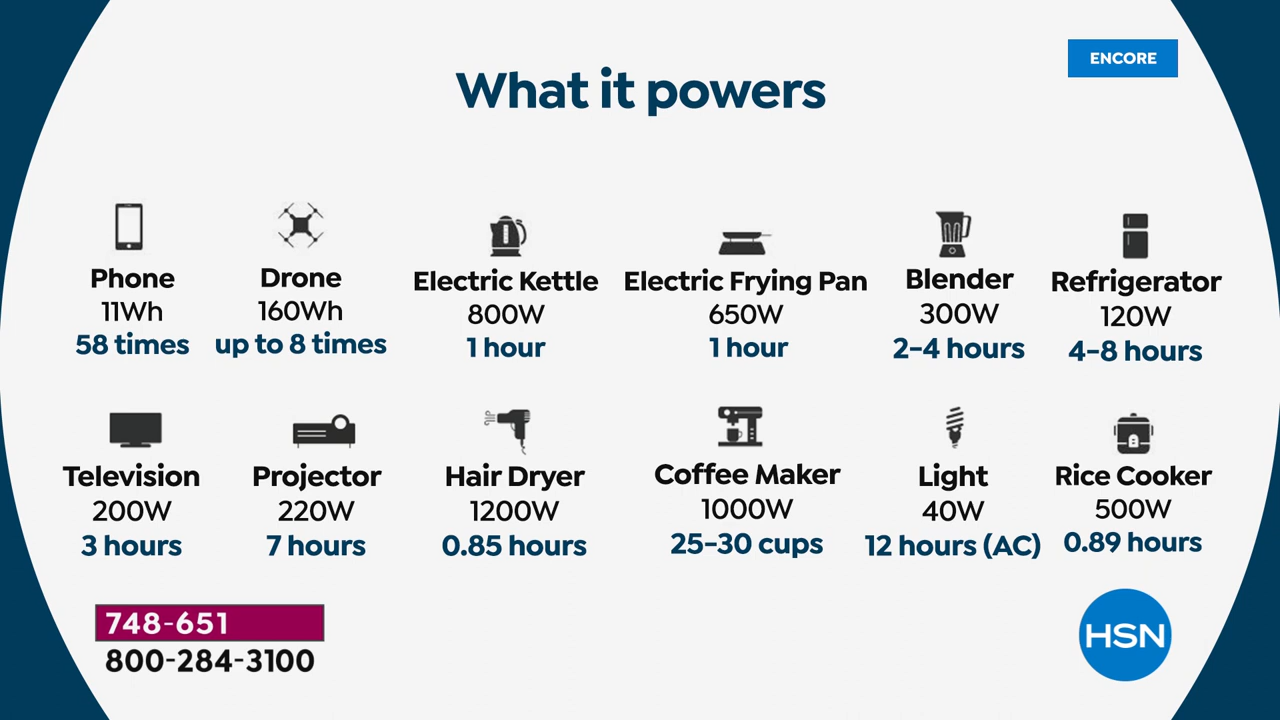 ENCORE
What it powers
Phone
11Wh
58 times
Drone
160Wh
up to 8 times
Electric Kettle
800W
1 hour
Electric Frying Pan
650W
1 hour
Blender
300W
2-4 hours
Refrigerator
120W
4-8 hours
Television
200W
3 hours
Projector
220W
7 hours
Hair Dryer
1200W
0.85 hours
Coffee Maker
1000W
25-30 cups
Light
40W
12 hours (AC)
Rice Cooker
500W
0.89 hours
748-651
800-284-3100
HSN